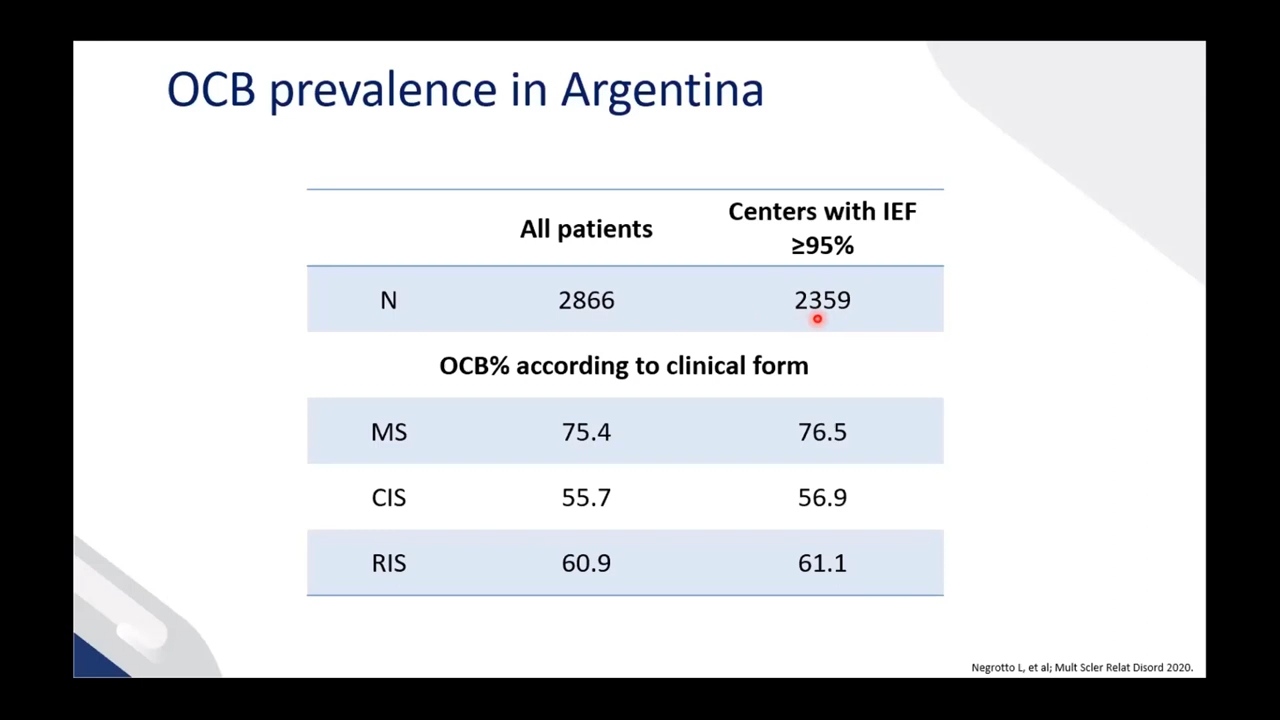 OCB prevalence in Argentina
All patients
Centers with IEF
≥95%
N 2866 2359
OCB% according to clinical form
MS 75.4 76.5
CIS 55.7 56.9
RIS 60.9 61.1
Negrotto L, et al; Mult Scler Relat Disord 2020.